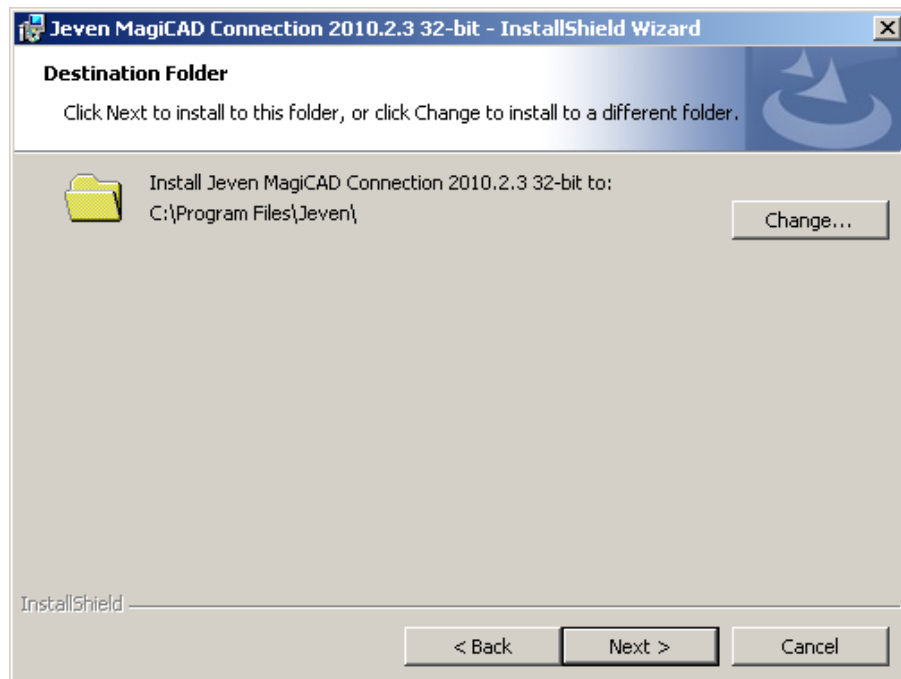 Jeven MagiCAD Connection 2010.2.3 32-bit - InstallShield Wizard
Destination Folder
Click Next to install to this folder, or click Change to install to a different folder.
Install Jeven MagiCAD Connection 2010.2.3 32-bit to:
C:\Program Files\Jeven\
Change...
InstallShield
< Back
Next >
Cancel